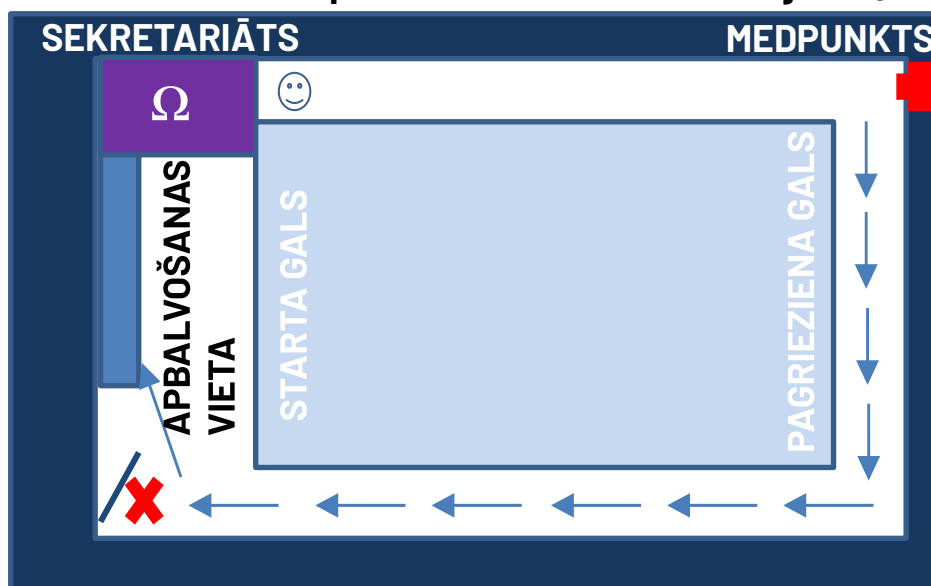 SEKRETARIĀTS
MEDPUNKTS
Ω
APBALVOŠANAS
VIETA
STARTA GALS
PAGRIEZIENA GALS